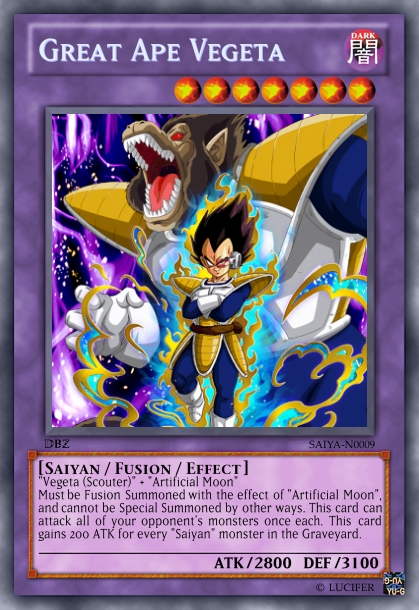 GREAT APE VEGETA
DARK
闇
DBZ
SAIYA-N0009
[SAIYAN / FUSION / EFFECT]
"Vegeta (Scouter)" + "Artificial Moon"
Must be Fusion Summoned with the effect of "Artificial Moon",
and cannot be Special Summoned by other ways. This card can
attack all of your opponent's monsters once each. This card
gains 200 ATK for every "Saiyan" monster in the Graveyard.
ATK/2800 DEF/3100
© LUCIFER